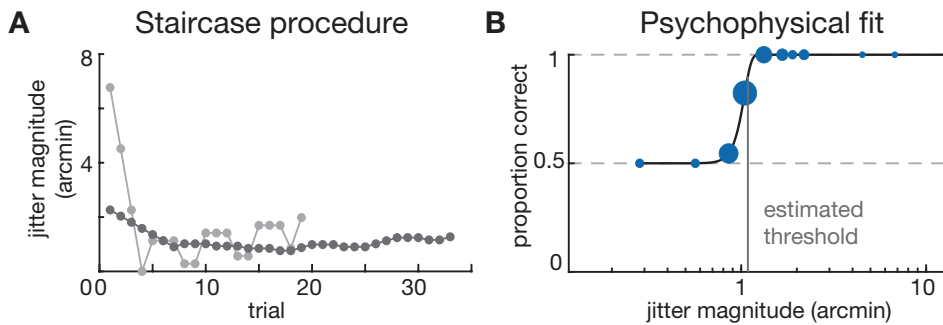 A Staircase procedure
jitter magnitude
(arcmin)
8
4
0
0 10 20 30
trial
B Psychophysical fit
proportion correct
1
0.5
0
estimated
threshold
1 10
jitter magnitude (arcmin)